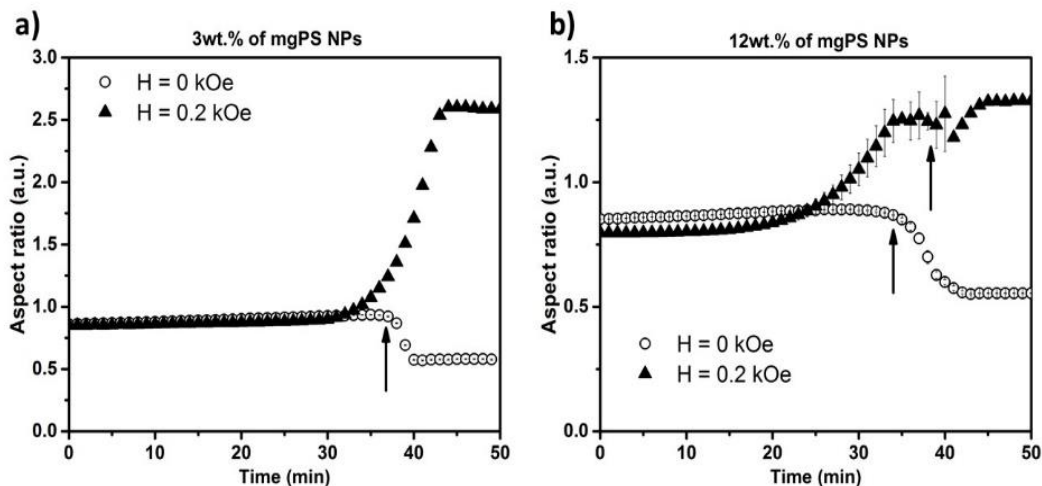 a)
3wt.% of mgPS NPs
3.0
2.5
2.0
1.5
1.0
0.5
0.0
Aspect ratio (a.u.)
H = 0 kOe
H = 0.2 kOe
0 10 20 30 40 50
Time (min)
b)
12wt.% of mgPS NPs
1.5
1.0
0.5
0.0
Aspect ratio (a.u.)
H = 0 kOe
H = 0.2 kOe
0 10 20 30 40 50
Time (min)